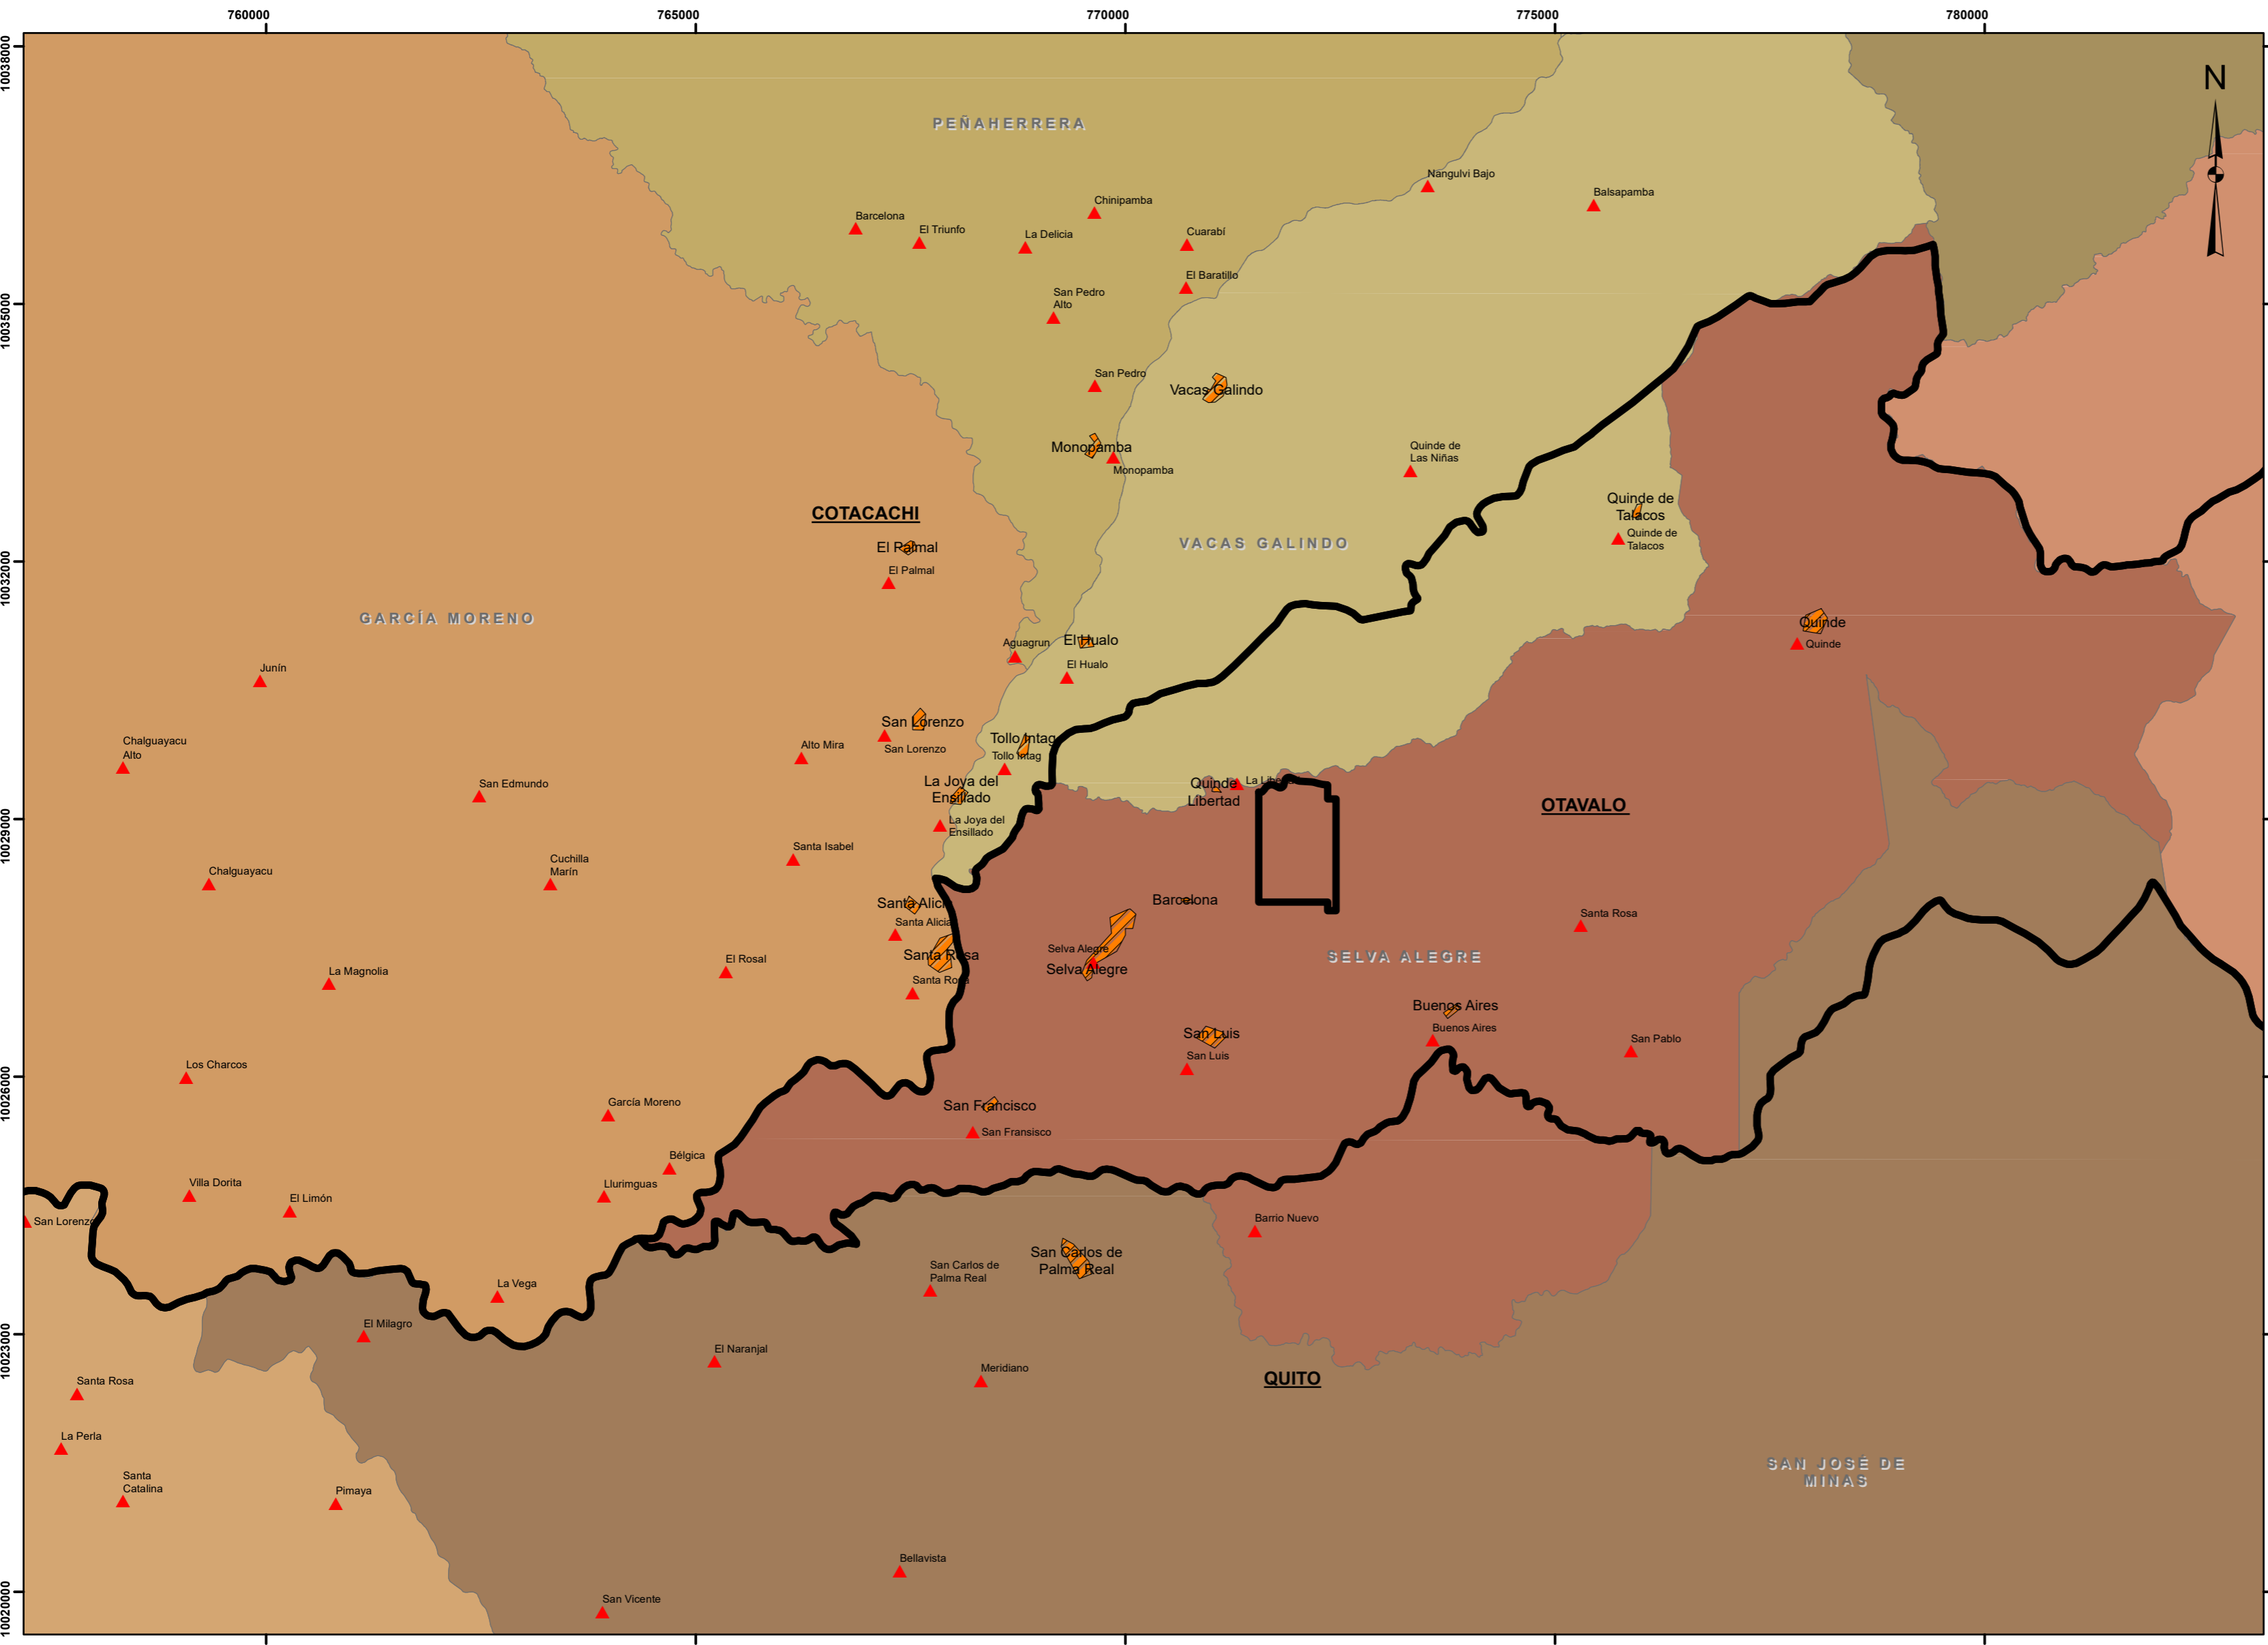 760000
765000
770000
775000
780000
10038000
10035000
10032000
10029000
10026000
10023000
10020000
N
PEÑAHERRERA
Nangulvi Bajo
Balsapamba
Chinipamba
Barcelona
El Triunfo
La Delicia
Cuarabí
El Baratillo
San Pedro
Alto
San Pedro
Vacas Galindo
Monopamba
Monopamba
Quinde de
Las Niñas
Quinde de
Talacos
Quinde de
Talacos
COTACACHI
VACAS GALINDO
El Palmal
El Palmal
GARCÍA MORENO
Quinde
Quinde
Aguagrun
El Hualo
El Hualo
Junín
San Lorenzo
San Lorenzo
Tollo Intag
Tollo Intag
Alto Mira
Chalguayacu
Alto
San Edmundo
La Joya del
Ensillado
La Joya del
Ensillado
Quinde
Libertad
OTAVALO
Santa Isabel
Cuchilla
Marín
Chalguayacu
Santa Alicia
Santa Alicia
Barcelona
Santa Rosa
Selva Alegre
Selva Alegre
SELVA ALEGRE
Santa Rosa
Santa Rosa
El Rosal
La Magnolia
Buenos Aires
Buenos Aires
San Luis
San Luis
San Pablo
Los Charcos
García Moreno
San Francisco
San Fransisco
Bélgica
Llurimguas
Villa Dorita
El Limón
San Lorenzo
Barrio Nuevo
San Carlos de
Palma Real
San Carlos de
Palma Real
La Vega
El Milagro
El Naranjal
Meridiano
QUITO
Santa Rosa
La Perla
Santa
Catalina
Pimaya
SAN JOSÉ DE
MINAS
Bellavista
San Vicente